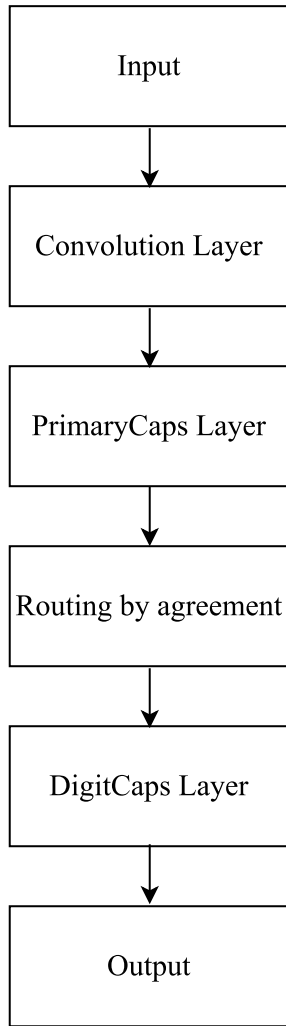 Input
Convolution Layer
PrimaryCaps Layer
Routing by agreement
DigitCaps Layer
Output